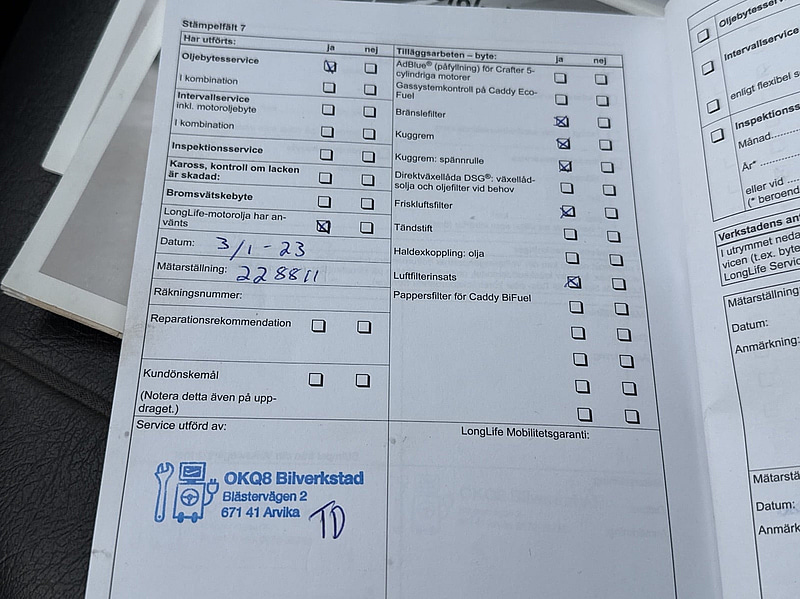 Stämpelfält 7
Har utförts: ja nej
Oljebytesservice
I kombination
Intervallservice
inkl. motoroljebyte
I kombination
Inspektionsservice
Kaross, kontroll om lacken
är skadad:
Bromsvätskebyte
LongLife-motorolja har an-
vänts
Datum: 3/1-23
Mätarställning: 228811
Räkningsnummer:
Reparationsrekommendation
Kundönskemål
(Notera detta även på upp-
draget.)
Service utförd av:
OKQ8 Bilverkstad
Blästervägen 2
671 41 Arvika
TD
Tilläggsarbeten – byte: ja nej
AdBlue® (påfyllning) för Crafter 5-
cylindriga motorer
Gassystemkontroll på Caddy Eco-
Fuel
Bränslefilter
Kuggrem
Kuggrem: spännrulle
Direktväxellåda DSG®: växellåd-
solja och oljefilter vid behov
Friskluftsfilter
Tändstift
Haldexkoppling: olja
Luftfilterinsats
Pappersfilter för Caddy BiFuel
LongLife Mobilitetsgaranti:
Oljebytesser
Intervallservice
enligt flexibel s
Inspektionss
Månad
År*
eller vid
(* beroend
Verkstadens an
I utrymmet neda
vicen (t.ex. byte
LongLife Servic
Mätarställning:
Datum:
Anmärkning:
Mätarstä
Datum:
Anmärk